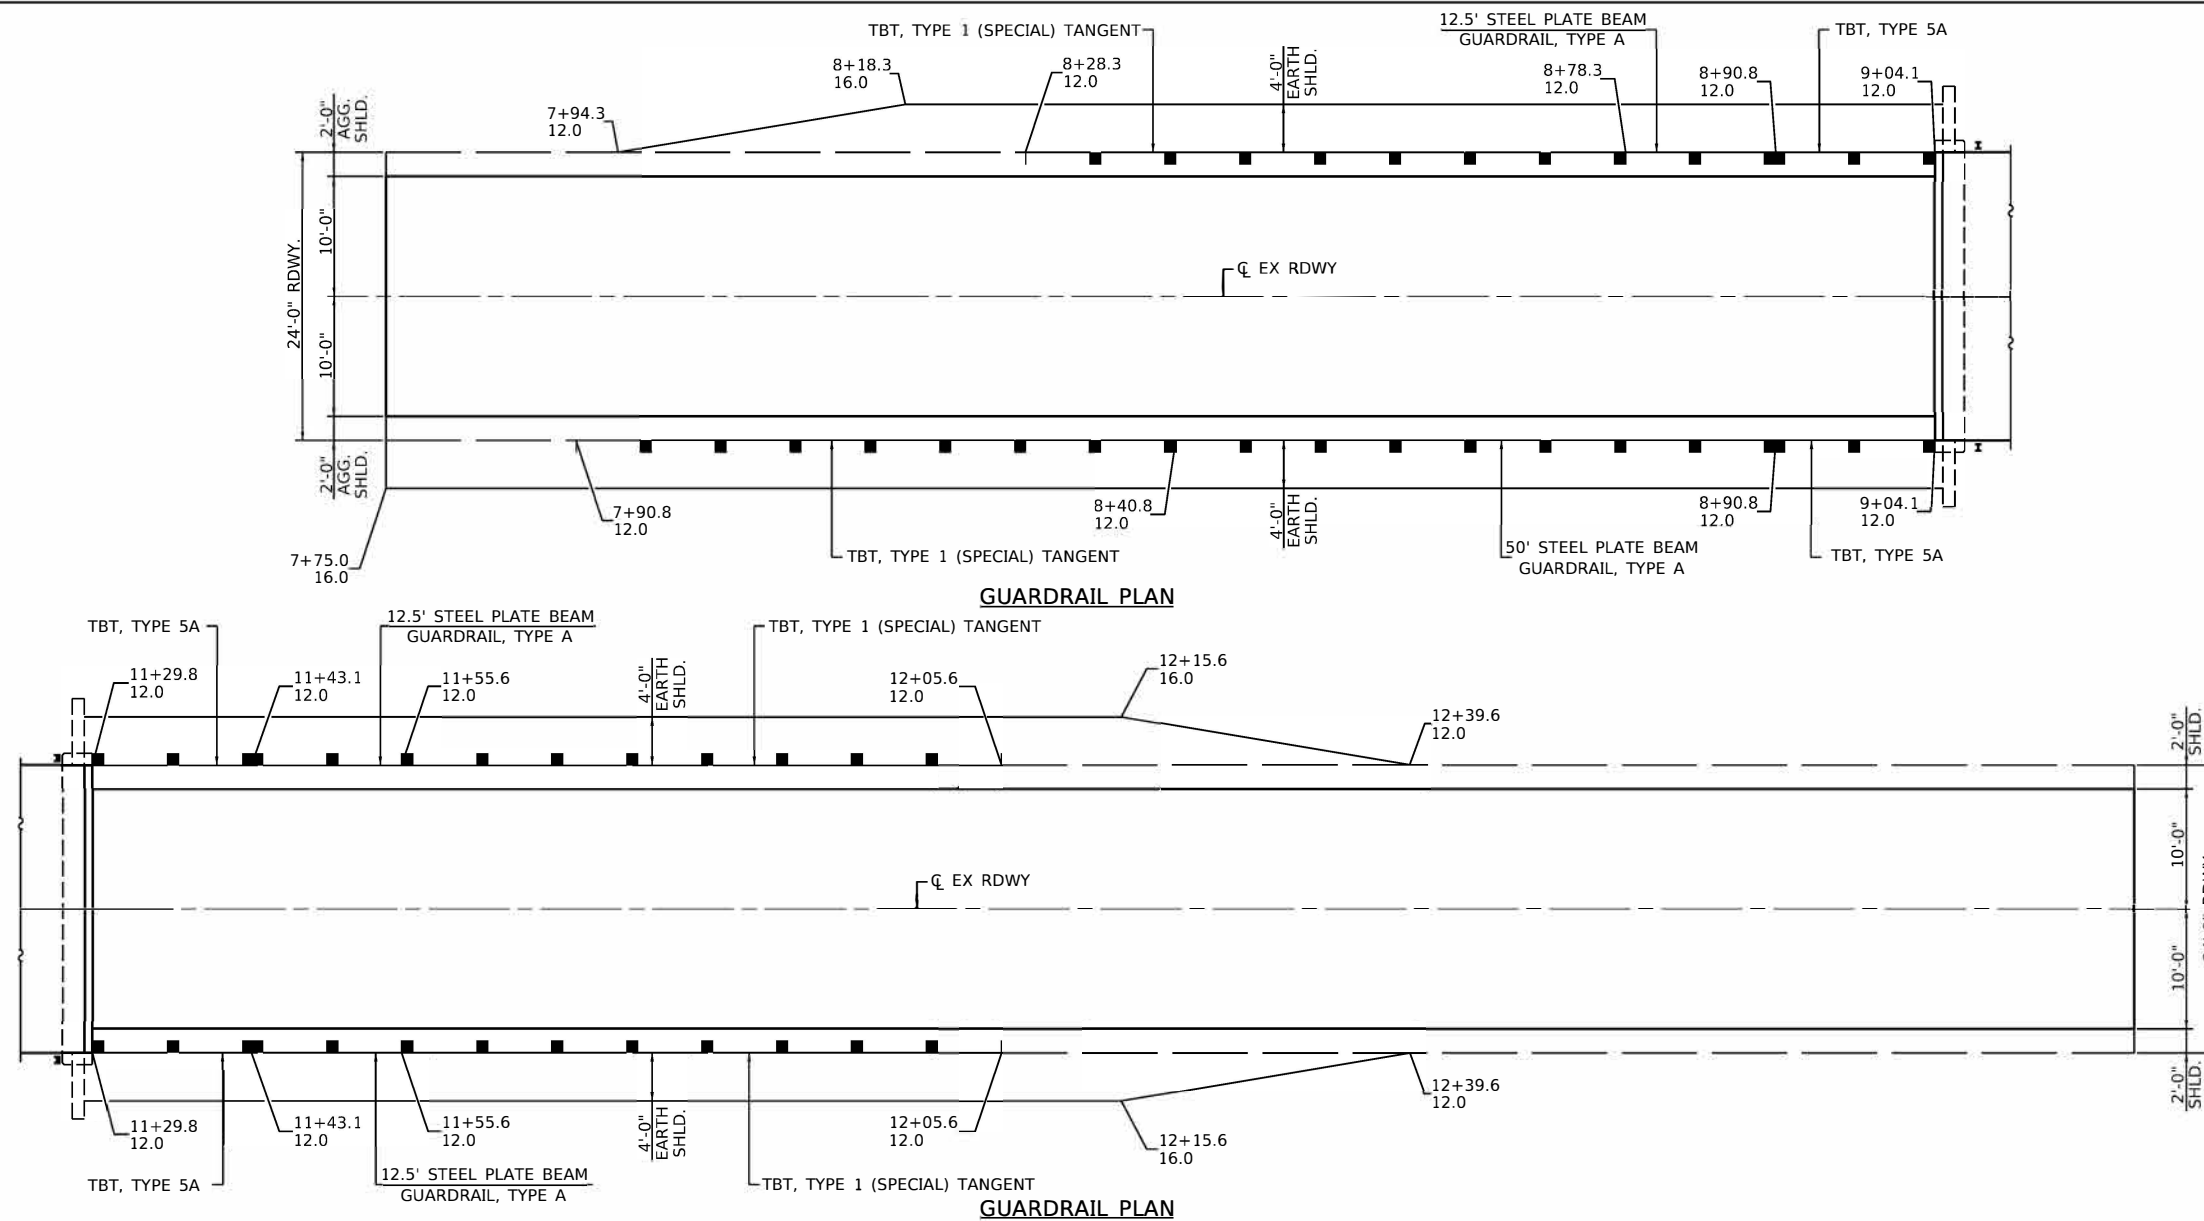 TBT, TYPE 1 (SPECIAL) TANGENT
12.5' STEEL PLATE BEAM
GUARDRAIL, TYPE A
TBT, TYPE 5A
8+18.3
16.0
8+28.3
12.0
4'-0"
EARTH
SHLD.
8+78.3
12.0
8+90.8
12.0
9+04.1
12.0
2'-0"
AGG.
SHLD.
7+94.3
12.0
24'-0" RDWY.
10'-0"
10'-0"
℄ EX RDWY
2'-0"
AGG.
SHLD.
7+75.0
16.0
7+90.8
12.0
8+40.8
12.0
4'-0"
EARTH
SHLD.
8+90.8
12.0
9+04.1
12.0
TBT, TYPE 1 (SPECIAL) TANGENT
50' STEEL PLATE BEAM
GUARDRAIL, TYPE A
TBT, TYPE 5A
GUARDRAIL PLAN
TBT, TYPE 5A
12.5' STEEL PLATE BEAM
GUARDRAIL, TYPE A
TBT, TYPE 1 (SPECIAL) TANGENT
11+29.8
12.0
11+43.1
12.0
11+55.6
12.0
4'-0"
EARTH
SHLD.
12+05.6
12.0
12+15.6
16.0
12+39.6
12.0
2'-0"
SHLD.
10'-0"
℄ EX RDWY
10'-0"
2'-0"
SHLD.
11+29.8
12.0
11+43.1
12.0
11+55.6
12.0
4'-0"
EARTH
SHLD.
12+05.6
12.0
12+15.6
16.0
12+39.6
12.0
TBT, TYPE 5A
12.5' STEEL PLATE BEAM
GUARDRAIL, TYPE A
TBT, TYPE 1 (SPECIAL) TANGENT
GUARDRAIL PLAN